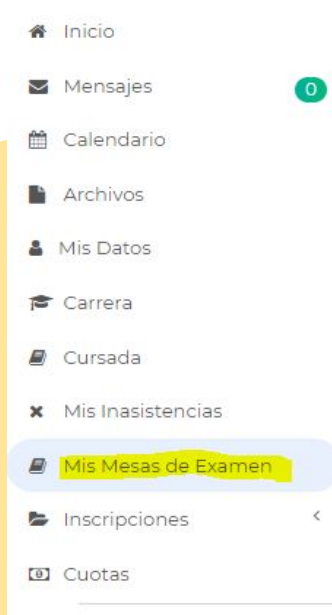 Inicio
Mensajes 0
Calendario
Archivos
Mis Datos
Carrera
Cursada
Mis Inasistencias
Mis Mesas de Examen
Inscripciones
Cuotas